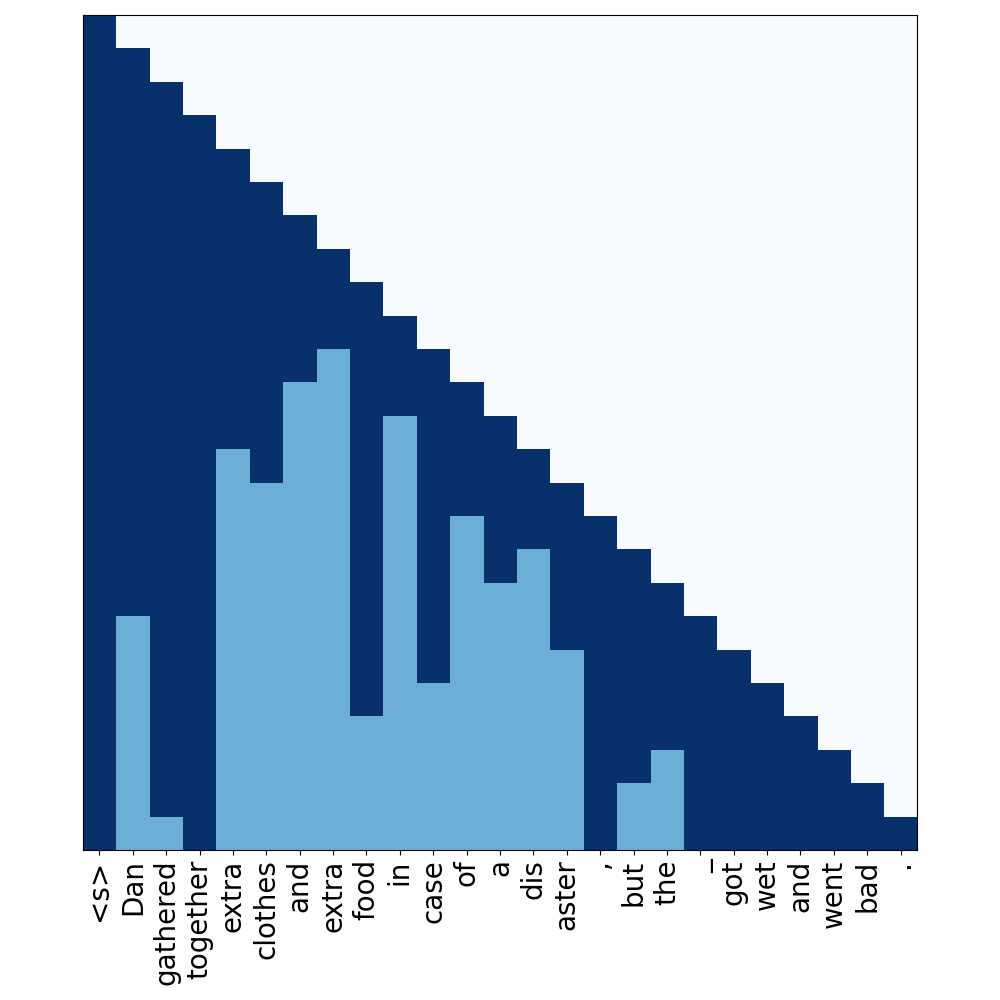 <s>
Dan
gathered
together
extra
clothes
and
extra
food
in
case
of
a
dis
aster
,
but
the
_
got
wet
and
went
bad
.